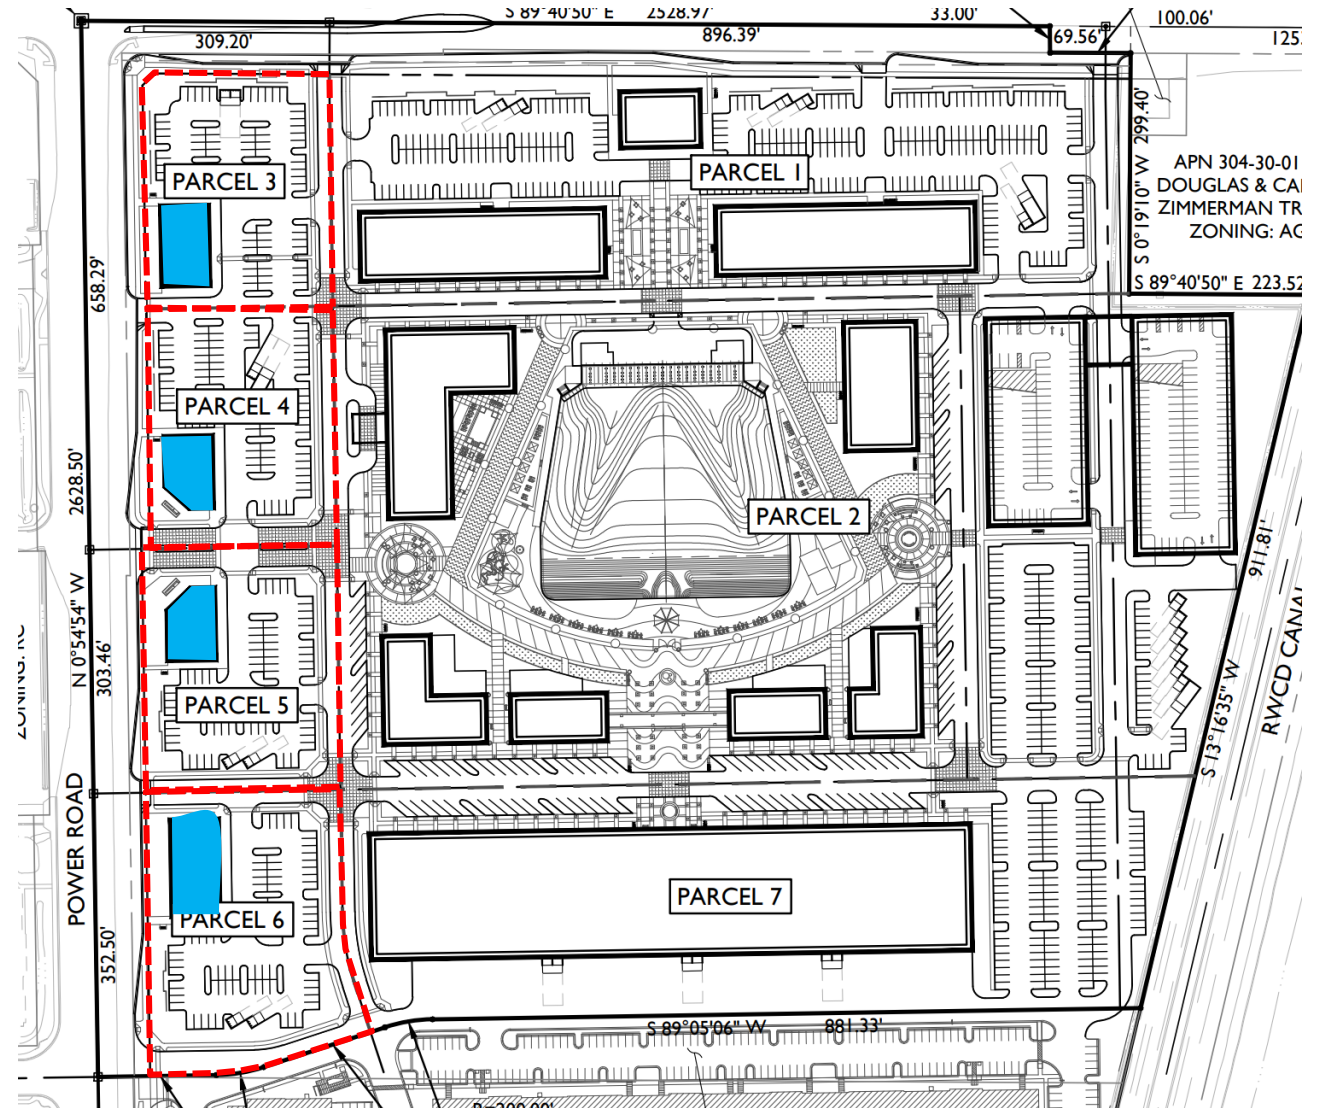 S 89°40'50" E 2528.97'
33.00'
100.06'
309.20'
896.39'
69.56'
125.
S 0°19'10" W 299.40'
APN 304-30-01
DOUGLAS & CA
ZIMMERMAN TR
ZONING: AG
S 89°40'50" E 223.52
PARCEL 3
PARCEL 1
658.29'
PARCEL 4
2628.50'
PARCEL 2
N 0°54'54" W
303.46'
911.81'
S 13°16'35" W
RWCD CANAL
PARCEL 5
POWER ROAD
PARCEL 6
PARCEL 7
352.50'
S 89°05'06" W 881.33'
R=200.00'